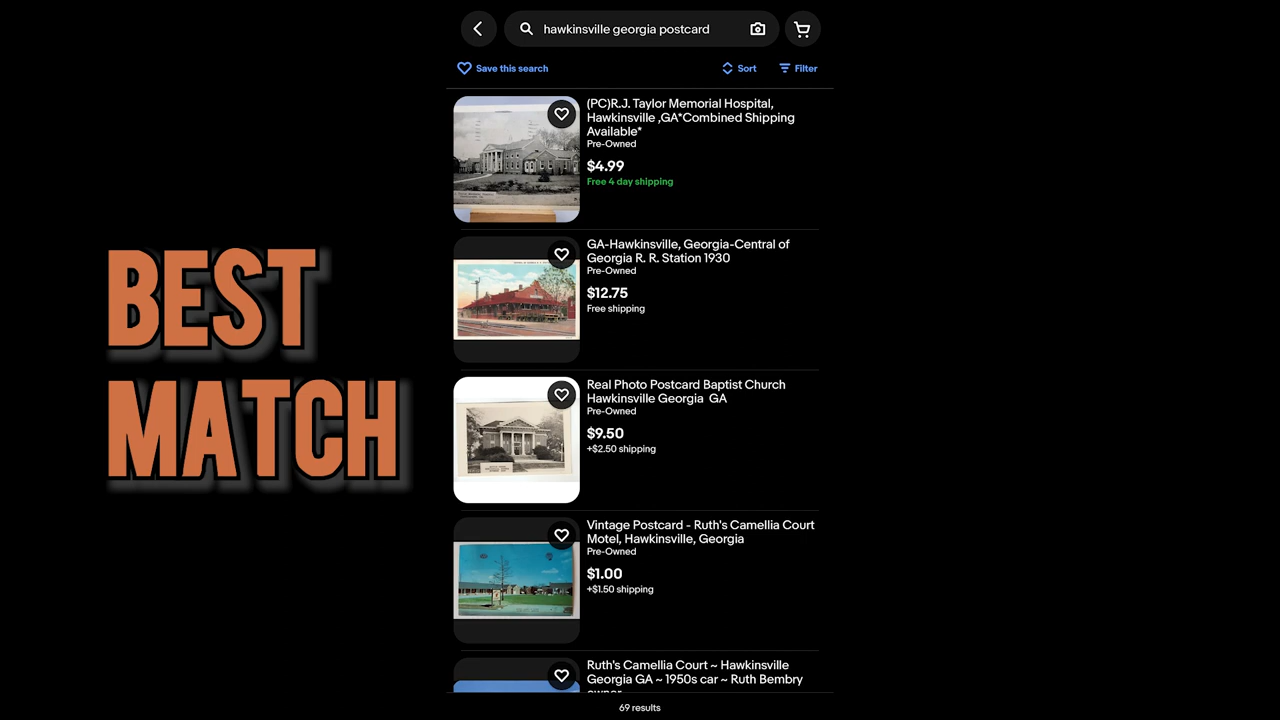 hawkinsville georgia postcard
Save this search
Sort
Filter
(PC)R.J. Taylor Memorial Hospital,
Hawkinsville ,GA*Combined Shipping
Available*
Pre-Owned
$4.99
Free 4 day shipping
GA-Hawkinsville, Georgia-Central of
Georgia R. R. Station 1930
Pre-Owned
$12.75
Free shipping
BEST
MATCH
Real Photo Postcard Baptist Church
Hawkinsville Georgia GA
Pre-Owned
$9.50
+$2.50 shipping
Vintage Postcard - Ruth's Camellia Court
Motel, Hawkinsville, Georgia
Pre-Owned
$1.00
+$1.50 shipping
Ruth's Camellia Court ~ Hawkinsville
Georgia GA ~ 1950s car ~ Ruth Bembry
69 results